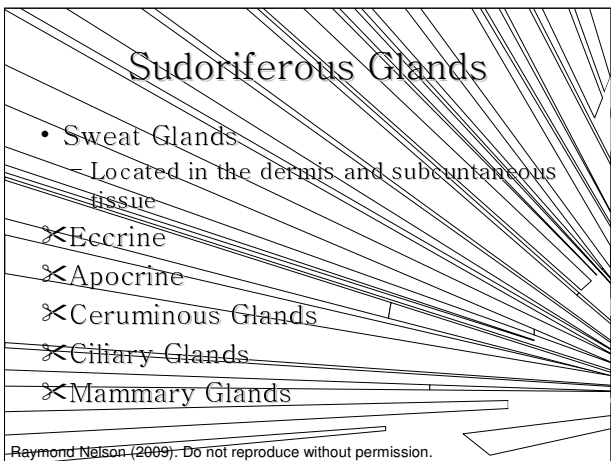 Sudoriferous Glands
• Sweat Glands
– Located in the dermis and subcuntaneous
tissue
✂Eccrine
✂Apocrine
✂Ceruminous Glands
✂Ciliary Glands
✂Mammary Glands
Raymond Nelson (2009). Do not reproduce without permission.